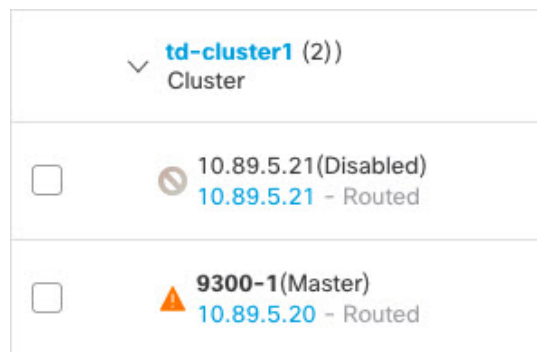 td-cluster1 (2))
Cluster
10.89.5.21(Disabled)
10.89.5.21 - Routed
9300-1(Master)
10.89.5.20 - Routed